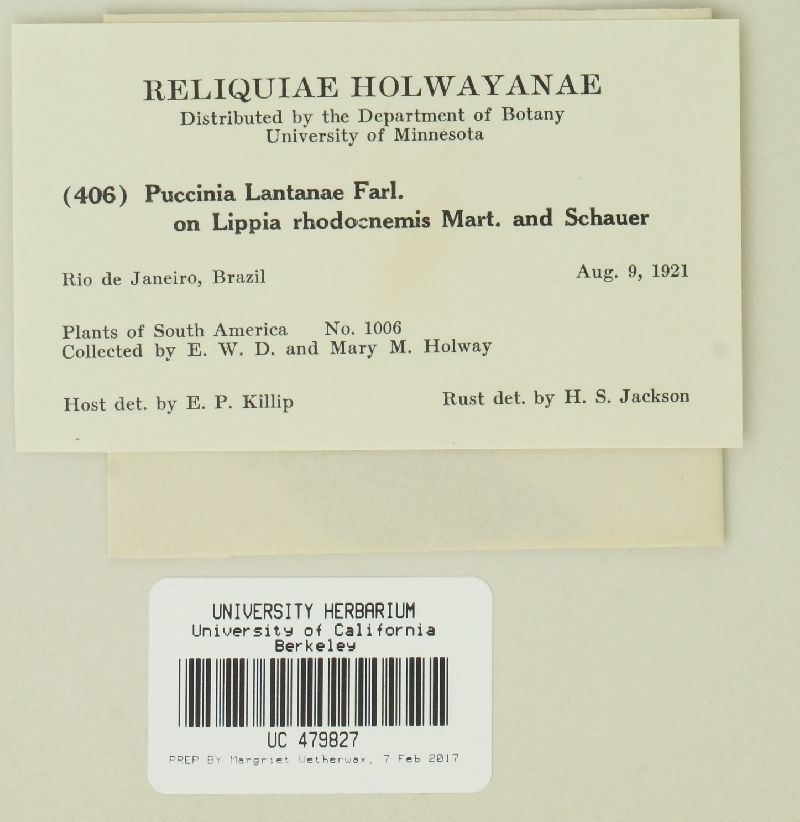 RELIQUIAE HOLWAYANAE
Distributed by the Department of Botany
University of Minnesota
(406) Puccinia Lantanae Farl.
on Lippia rhodocnemis Mart. and Schauer
Rio de Janeiro, Brazil Aug. 9, 1921
Plants of South America No. 1006
Collected by E. W. D. and Mary M. Holway
Host det. by E. P. Killip Rust det. by H. S. Jackson
UNIVERSITY HERBARIUM
University of California
Berkeley
UC 479827
PREP BY Margriet Wetherwax, 7 Feb 2017